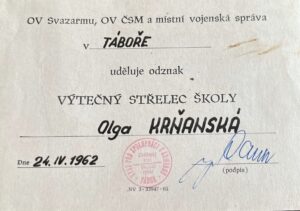 OV Svazarmu, OV ČSM a místní vojenská správa
v TÁBOŘE
uděluje odznak
VÝTEČNÝ STŘELEC ŠKOLY
Olga KRŇANSKÁ
Dne 24. IV. 1962
(podpis)